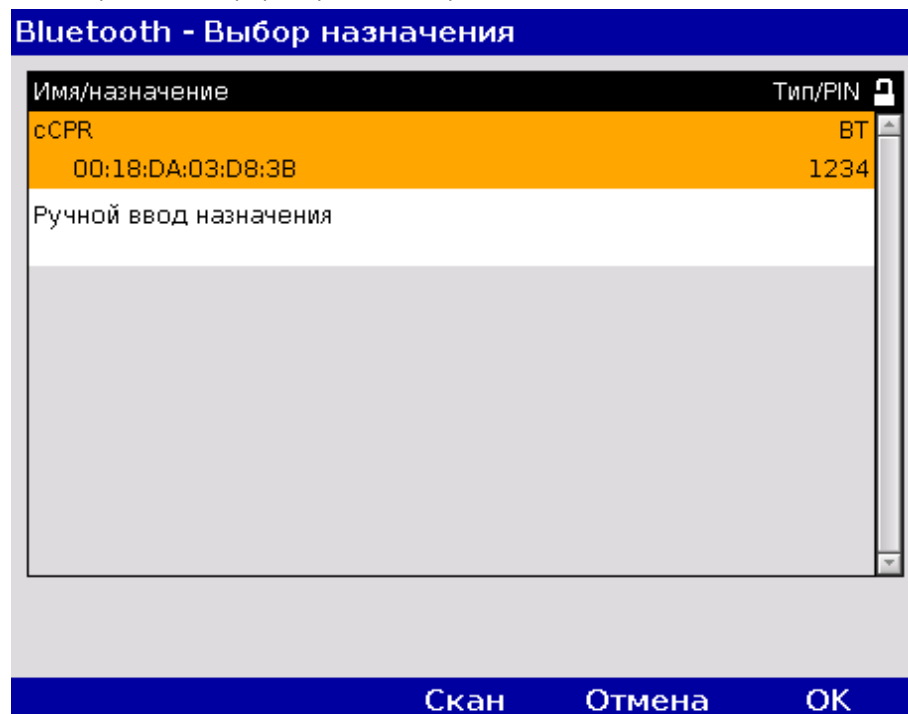 Bluetooth - Выбор назначения
Имя/назначение Тип/PIN
cCPR BT
00:18:DA:03:D8:3B 1234
Ручной ввод назначения
Скан Отмена OK